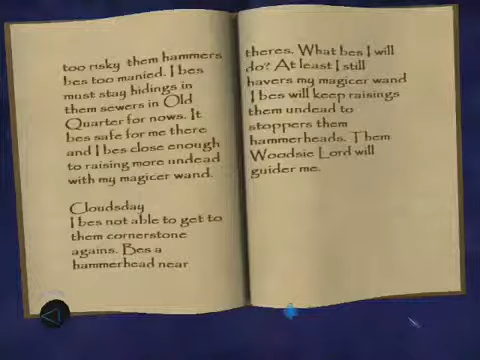 too risky them hammers
bes too manied. I bes
must stay hidings in
them sewers in Old
Quarter for nows. It
bes safe for me there
and I bes close enough
to raising more undead
with my magicer wand.
Cloudsday
I bes not able to get to
them cornerstone
agains. Bes a
hammerhead near
theres. What bes I will
do? At least I still
havers my magicer wand
I bes will keep raisings
them undead to
stoppers them
hammerheads. Them
Woodsie Lord will
guider me.